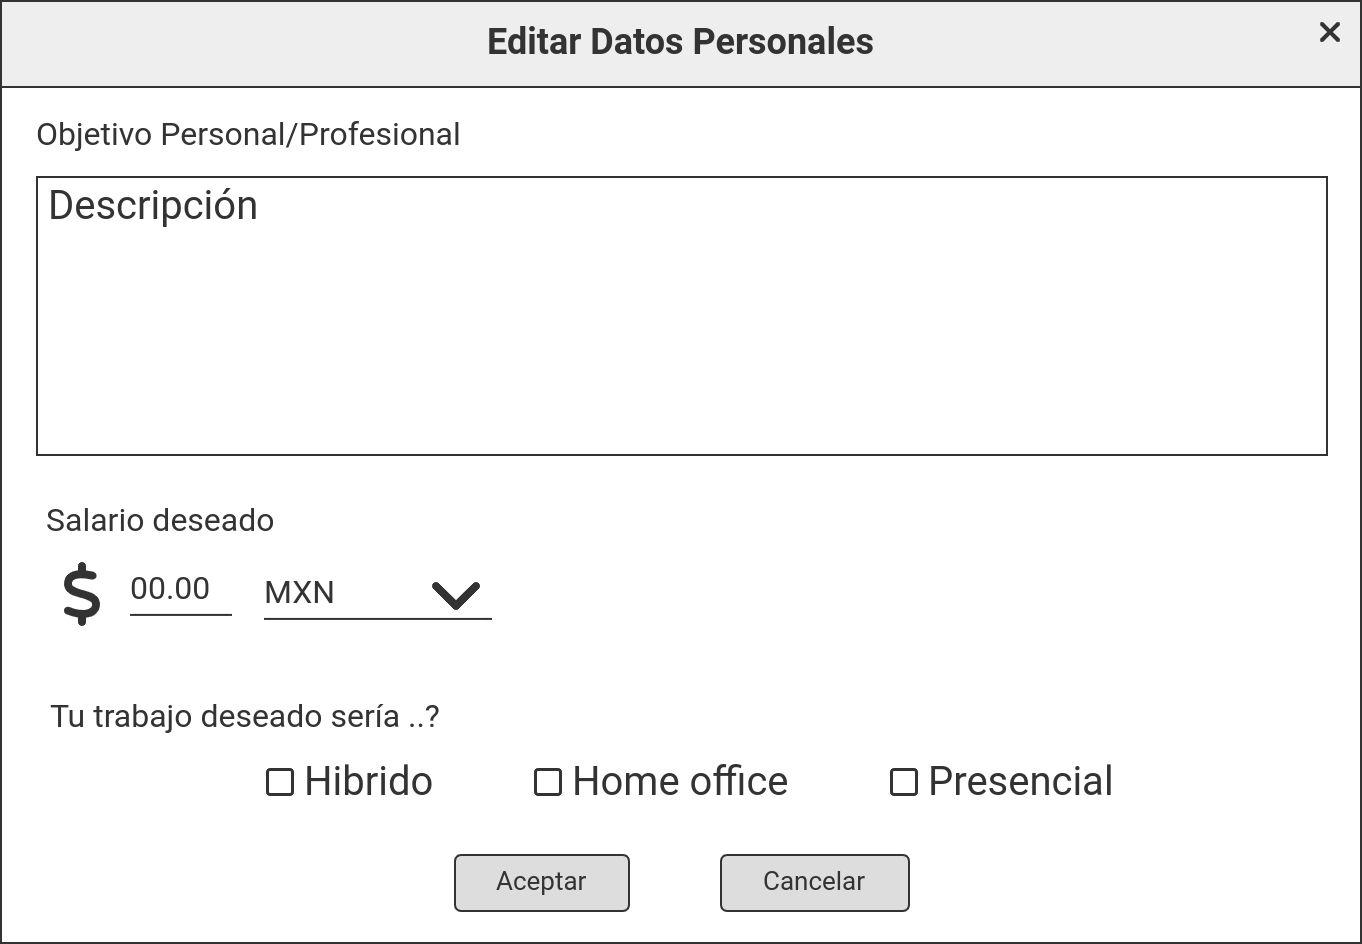 Editar Datos Personales
Objetivo Personal/Profesional
Descripción
Salario deseado
$ 00.00 MXN
Tu trabajo deseado sería ..?
Hibrido Home office Presencial
Aceptar Cancelar